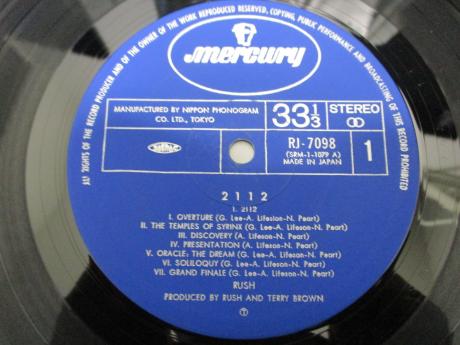 ALL RIGHTS OF THE RECORD PRODUCER AND OF THE OWNER OF THE WORK REPRODUCED RESERVED. COPYING, PUBLIC PERFORMANCE AND BROADCASTING OF THIS RECORD PROHIBITED
mercury
MANUFACTURED BY NIPPON PHONOGRAM
CO. LTD., TOKYO
33 1/3
STEREO
RJ-7098
(SRM-1-1079 A)
MADE IN JAPAN
1
2112
1. 2112
I. OVERTURE (G. Lee-A. Lifeson-N. Peart)
II. THE TEMPLES OF SYRINX (G. Lee-A. Lifeson-N. Peart)
III. DISCOVERY (A. Lifeson-N. Peart)
IV. PRESENTATION (A. Lifeson-N. Peart)
V. ORACLE: THE DREAM (G. Lee-A. Lifeson-N. Peart)
VI. SOLILOQUY (G. Lee-A. Lifeson-N. Peart)
VII. GRAND FINALE (G. Lee-A. Lifeson-N. Peart)
RUSH
PRODUCED BY RUSH AND TERRY BROWN